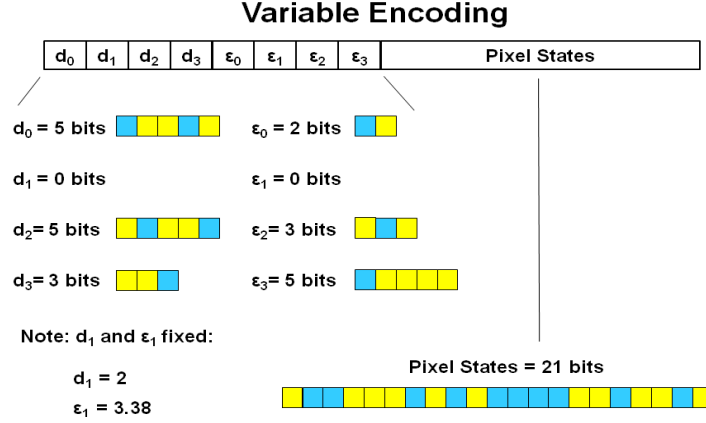 Variable Encoding
d₀ d₁ d₂ d₃ ε₀ ε₁ ε₂ ε₃ Pixel States
d₀ = 5 bits ε₀ = 2 bits
d₁ = 0 bits ε₁ = 0 bits
d₂= 5 bits ε₂ = 3 bits
d₃= 3 bits ε₃= 5 bits
Note: d₁ and ε₁ fixed:
d₁ = 2
ε₁ = 3.38
Pixel States = 21 bits